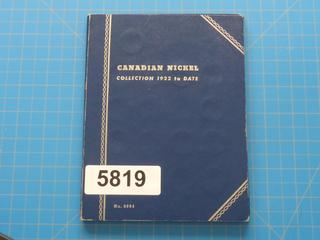 CANADIAN NICKEL
COLLECTION 1922 to DATE
5819